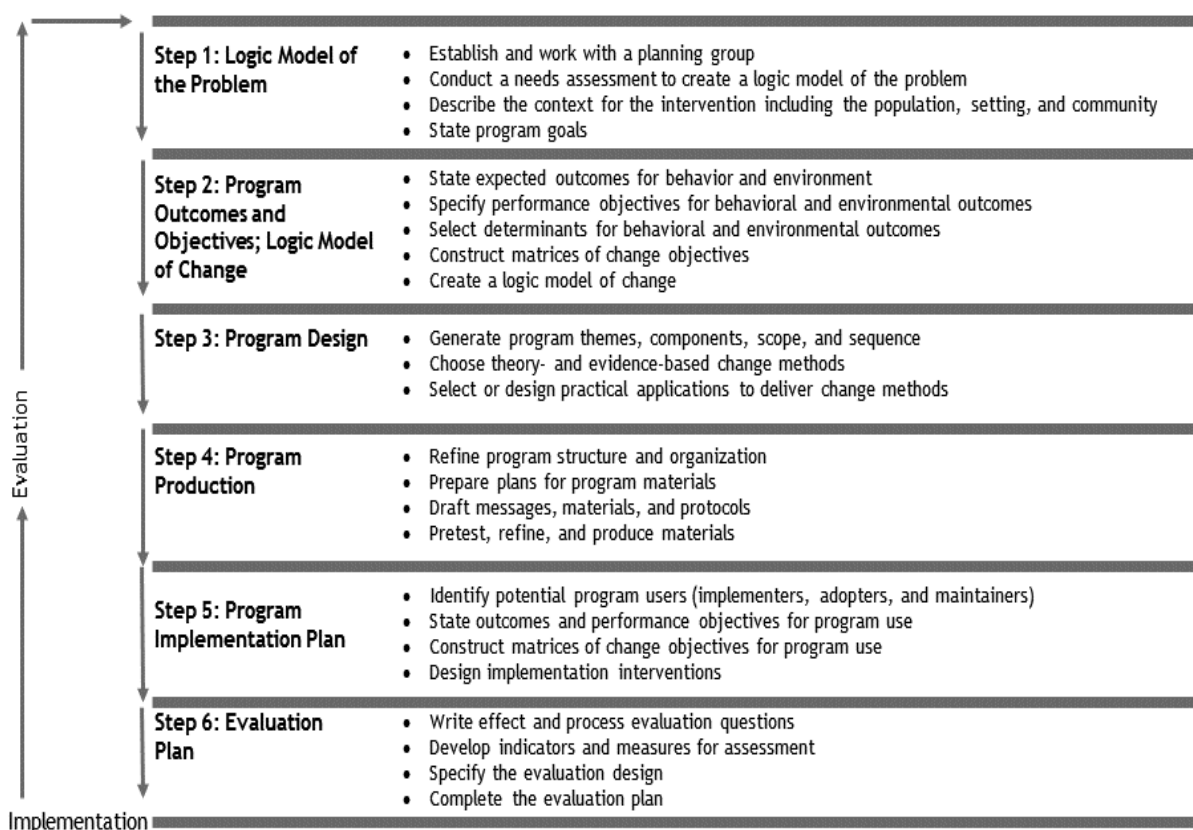 Step 1: Logic Model of
the Problem
• Establish and work with a planning group
• Conduct a needs assessment to create a logic model of the problem
• Describe the context for the intervention including the population, setting, and community
• State program goals
Step 2: Program
Outcomes and
Objectives; Logic Model
of Change
• State expected outcomes for behavior and environment
• Specify performance objectives for behavioral and environmental outcomes
• Select determinants for behavioral and environmental outcomes
• Construct matrices of change objectives
• Create a logic model of change
Step 3: Program Design
• Generate program themes, components, scope, and sequence
• Choose theory- and evidence-based change methods
• Select or design practical applications to deliver change methods
Evaluation
Step 4: Program
Production
• Refine program structure and organization
• Prepare plans for program materials
• Draft messages, materials, and protocols
• Pretest, refine, and produce materials
Step 5: Program
Implementation Plan
• Identify potential program users (implementers, adopters, and maintainers)
• State outcomes and performance objectives for program use
• Construct matrices of change objectives for program use
• Design implementation interventions
Step 6: Evaluation
Plan
• Write effect and process evaluation questions
• Develop indicators and measures for assessment
• Specify the evaluation design
• Complete the evaluation plan
Implementation